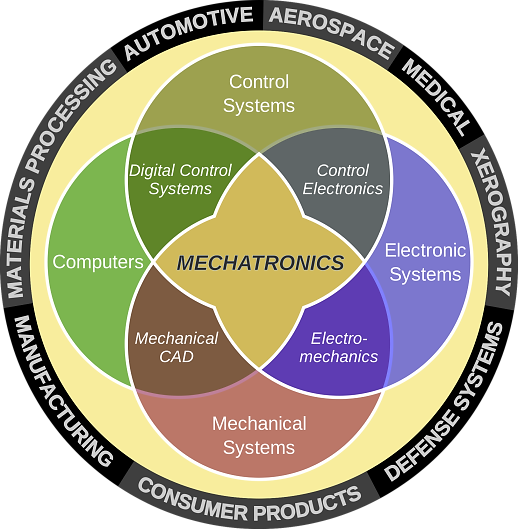 AUTOMOTIVE
AEROSPACE
MEDICAL
XEROGRAPHY
DEFENSE SYSTEMS
CONSUMER PRODUCTS
MANUFACTURING
MATERIALS PROCESSING
Control
Systems
Digital Control
Systems
Control
Electronics
Computers
MECHATRONICS
Electronic
Systems
Mechanical
CAD
Electro-
mechanics
Mechanical
Systems